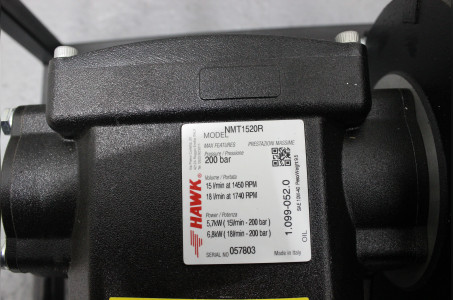 NMT1520R
MODEL
MAX FEATURES PRESTAZIONI MASSIME
Pressure / Pressione
200 bar
Volume / Portata
15 l/min at 1450 RPM
18 l/min at 1740 RPM
Power / Potenza
5,7kW ( 15l/min - 200 bar )
6,8kW ( 18l/min - 200 bar )
SERIAL NO 057803 Made in Italy
HAWK
1.099-052.0
OIL